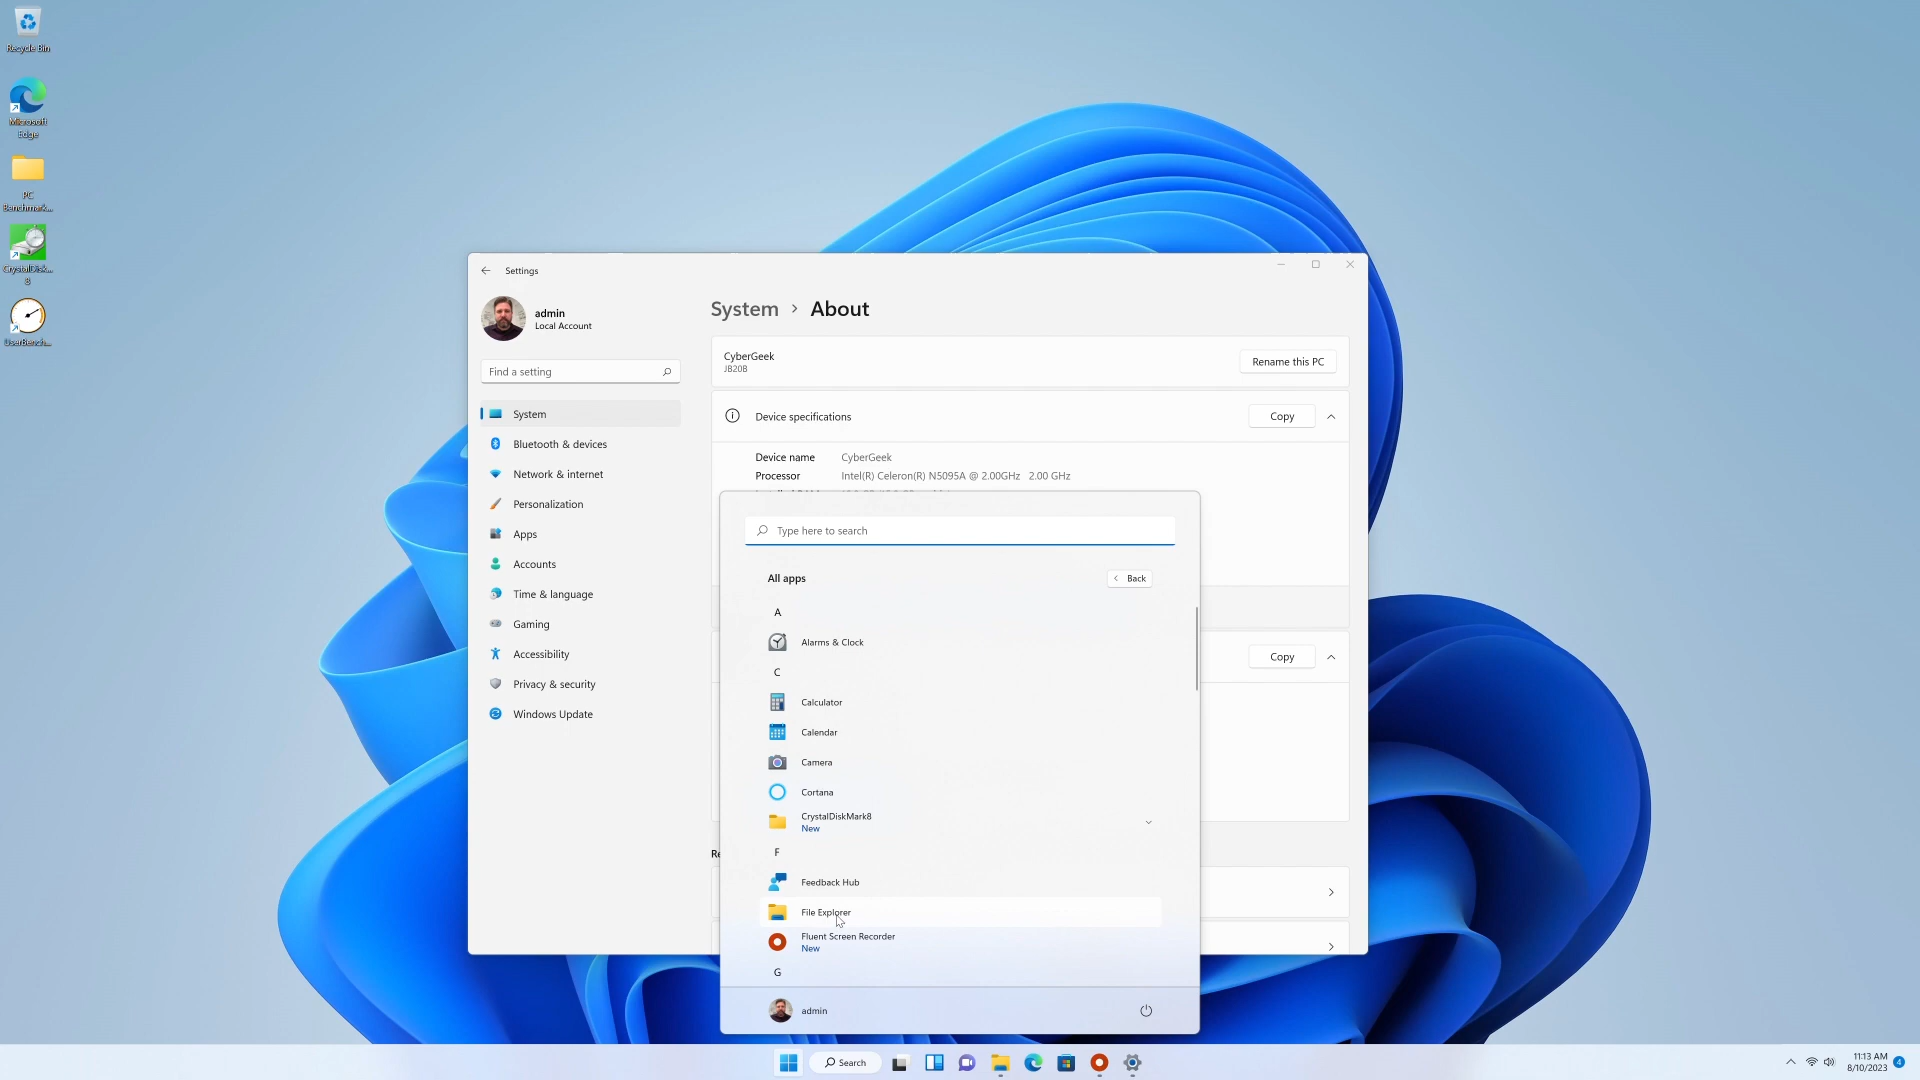 Recycle Bin
Microsoft
Edge
PC
Benchmark...
CrystalDisk...
8
UserBench...
Settings
admin
Local Account
Find a setting
System
Bluetooth & devices
Network & internet
Personalization
Apps
Accounts
Time & language
Gaming
Accessibility
Privacy & security
Windows Update
System > About
CyberGeek
JB20B
Rename this PC
Device specifications
Copy
Device name CyberGeek
Processor Intel(R) Celeron(R) N5095A @ 2.00GHz 2.00 GHz
Copy
Type here to search
All apps
Back
A
Alarms & Clock
C
Calculator
Calendar
Camera
Cortana
CrystalDiskMark8
New
F
Feedback Hub
File Explorer
Fluent Screen Recorder
New
G
admin
Search
11:13 AM
8/10/2023
4